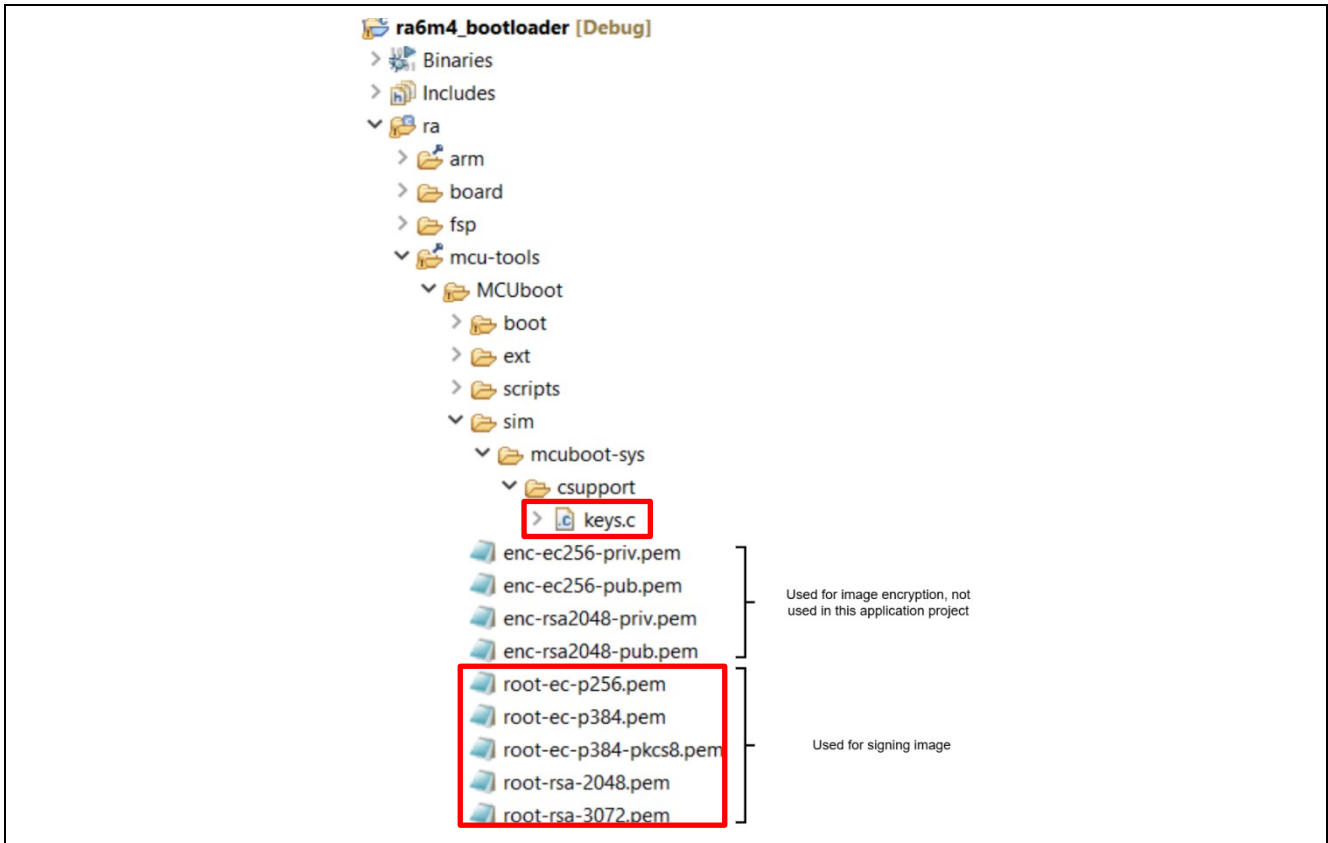 ra6m4_bootloader [Debug]
Binaries
Includes
ra
arm
board
fsp
mcu-tools
MCUboot
boot
ext
scripts
sim
mcuboot-sys
csupport
keys.c
enc-ec256-priv.pem
enc-ec256-pub.pem
enc-rsa2048-priv.pem
enc-rsa2048-pub.pem
Used for image encryption, not
used in this application project
root-ec-p256.pem
root-ec-p384.pem
root-ec-p384-pkcs8.pem
root-rsa-2048.pem
root-rsa-3072.pem
Used for signing image